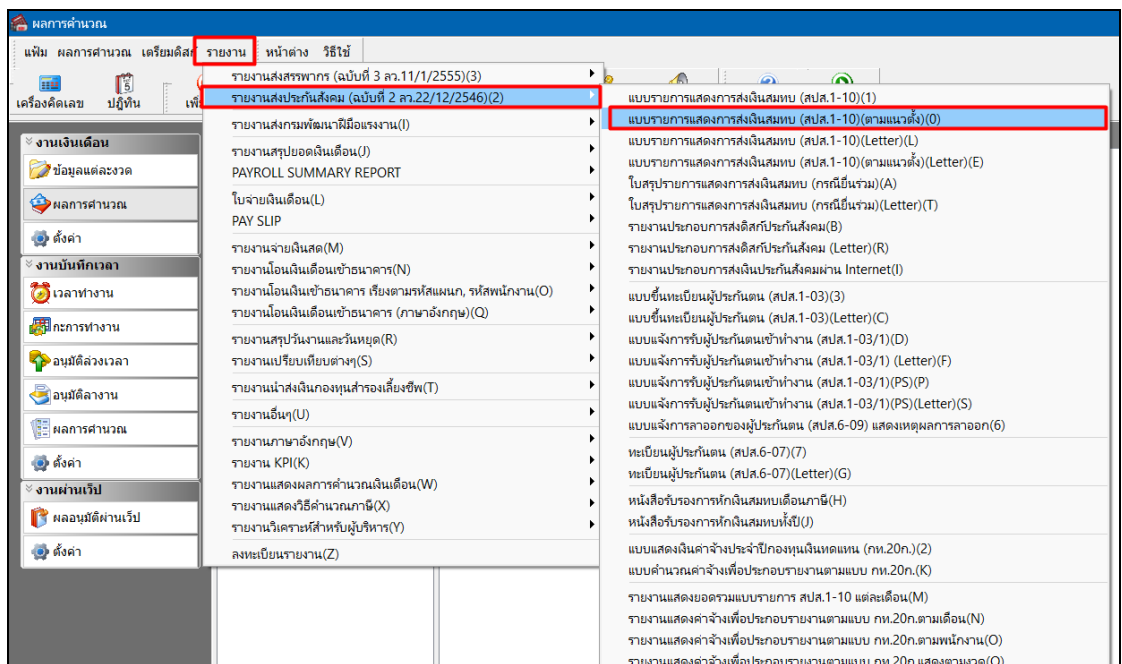 ผลการคำนวณ
แฟ้ม ผลการคำนวณ เตรียมดิสก์ รายงาน หน้าต่าง วิธีใช้
เครื่องคิดเลข ปฏิทิน
งานเงินเดือน
ข้อมูลแต่ละงวด
ผลการคำนวณ
ตั้งค่า
งานบันทึกเวลา
เวลาทำงาน
กะการทำงาน
อนุมัติล่วงเวลา
อนุมัติลางาน
ผลการคำนวณ
ตั้งค่า
งานผ่านเว็ป
ผลอนุมัติผ่านเว็ป
ตั้งค่า
รายงานส่งสรรพากร (ฉบับที่ 3 ลว.11/1/2555)(3)
รายงานส่งประกันสังคม (ฉบับที่ 2 ลว.22/12/2546)(2)
รายงานส่งกรมพัฒนาฝีมือแรงงาน(I)
รายงานสรุปยอดเงินเดือน(J)
PAYROLL SUMMARY REPORT
ใบจ่ายเงินเดือน(L)
PAY SLIP
รายงานจ่ายเงินสด(M)
รายงานโอนเงินเดือนเข้าธนาคาร(N)
รายงานโอนเงินเข้าธนาคาร เรียงตามรหัสแผนก, รหัสพนักงาน(O)
รายงานโอนเงินเดือนเข้าธนาคาร (ภาษาอังกฤษ)(Q)
รายงานสรุปวันงานและวันหยุด(R)
รายงานเปรียบเทียบต่างๆ(S)
รายงานนำส่งเงินกองทุนสำรองเลี้ยงชีพ(T)
รายงานอื่นๆ(U)
รายงานภาษาอังกฤษ(V)
รายงาน KPI(K)
รายงานแสดงผลการคำนวณเงินเดือน(W)
รายงานแสดงวิธีคำนวณภาษี(X)
รายงานวิเคราะห์สำหรับผู้บริหาร(Y)
ลงทะเบียนรายงาน(Z)
แบบรายการแสดงการส่งเงินสมทบ (สปส.1-10)(1)
แบบรายการแสดงการส่งเงินสมทบ (สปส.1-10)(ตามแนวตั้ง)(0)
แบบรายการแสดงการส่งเงินสมทบ (สปส.1-10)(Letter)(L)
แบบรายการแสดงการส่งเงินสมทบ (สปส.1-10)(ตามแนวตั้ง)(Letter)(E)
ใบสรุปรายการแสดงการส่งเงินสมทบ (กรณียื่นร่วม)(A)
ใบสรุปรายการแสดงการส่งเงินสมทบ (กรณียื่นร่วม)(Letter)(T)
รายงานประกอบการส่งดิสก์ประกันสังคม(B)
รายงานประกอบการส่งดิสก์ประกันสังคม (Letter)(R)
รายงานประกอบการส่งเงินประกันสังคมผ่าน Internet(I)
แบบขึ้นทะเบียนผู้ประกันตน (สปส.1-03)(3)
แบบขึ้นทะเบียนผู้ประกันตน (สปส.1-03)(Letter)(C)
แบบแจ้งการรับผู้ประกันตนเข้าทำงาน (สปส.1-03/1)(D)
แบบแจ้งการรับผู้ประกันตนเข้าทำงาน (สปส.1-03/1) (Letter)(F)
แบบแจ้งการรับผู้ประกันตนเข้าทำงาน (สปส.1-03/1)(PS)(P)
แบบแจ้งการรับผู้ประกันตนเข้าทำงาน (สปส.1-03/1)(PS)(Letter)(S)
แบบแจ้งการลาออกของผู้ประกันตน (สปส.6-09) แสดงเหตุผลการลาออก(6)
ทะเบียนผู้ประกันตน (สปส.6-07)(7)
ทะเบียนผู้ประกันตน (สปส.6-07)(Letter)(G)
หนังสือรับรองการหักเงินสมทบเดือนภาษี(H)
หนังสือรับรองการหักเงินสมทบทั้งปี(J)
แบบแสดงเงินค่าจ้างประจำปีกองทุนเงินทดแทน (กท.20ก.)(2)
แบบคำนวณค่าจ้างเพื่อประกอบรายงานตามแบบ กท.20ก.(K)
รายงานแสดงยอดรวมแบบรายการ สปส.1-10 แต่ละเดือน(M)
รายงานแสดงค่าจ้างเพื่อประกอบรายงานตามแบบ กท.20ก.ตามเดือน(N)
รายงานแสดงค่าจ้างเพื่อประกอบรายงานตามแบบ กท.20ก.ตามพนักงาน(O)
รายงานแสดงค่าจ้างเพื่อประกอบรายงานตามแบบ กท.20ก.แสดงตามงวด(Q)